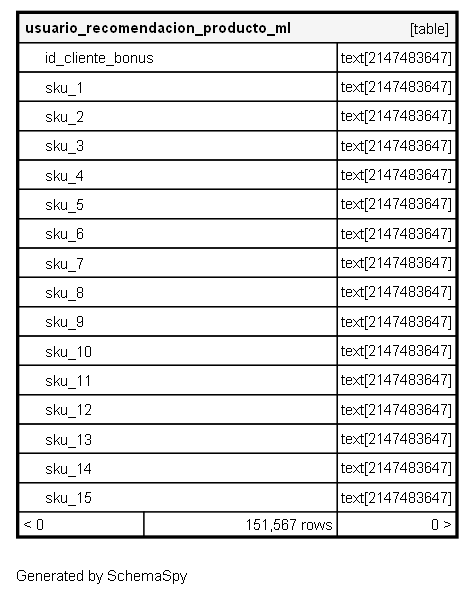 usuario_recomendacion_producto_ml [table]
id_cliente_bonus text[2147483647]
sku_1 text[2147483647]
sku_2 text[2147483647]
sku_3 text[2147483647]
sku_4 text[2147483647]
sku_5 text[2147483647]
sku_6 text[2147483647]
sku_7 text[2147483647]
sku_8 text[2147483647]
sku_9 text[2147483647]
sku_10 text[2147483647]
sku_11 text[2147483647]
sku_12 text[2147483647]
sku_13 text[2147483647]
sku_14 text[2147483647]
sku_15 text[2147483647]
< 0 151,567 rows 0 >
Generated by SchemaSpy